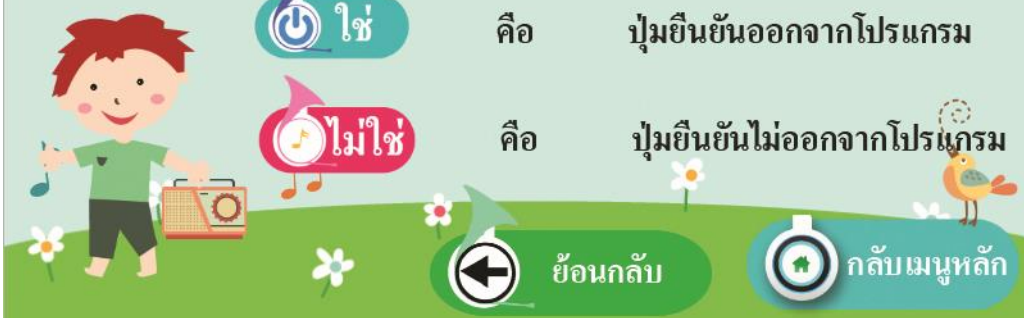 ใช่ คือ ปุ่มยืนยันออกจากโปรแกรม
ไม่ใช่ คือ ปุ่มยืนยันไม่ออกจากโปรแกรม
ย้อนกลับ กลับเมนูหลัก